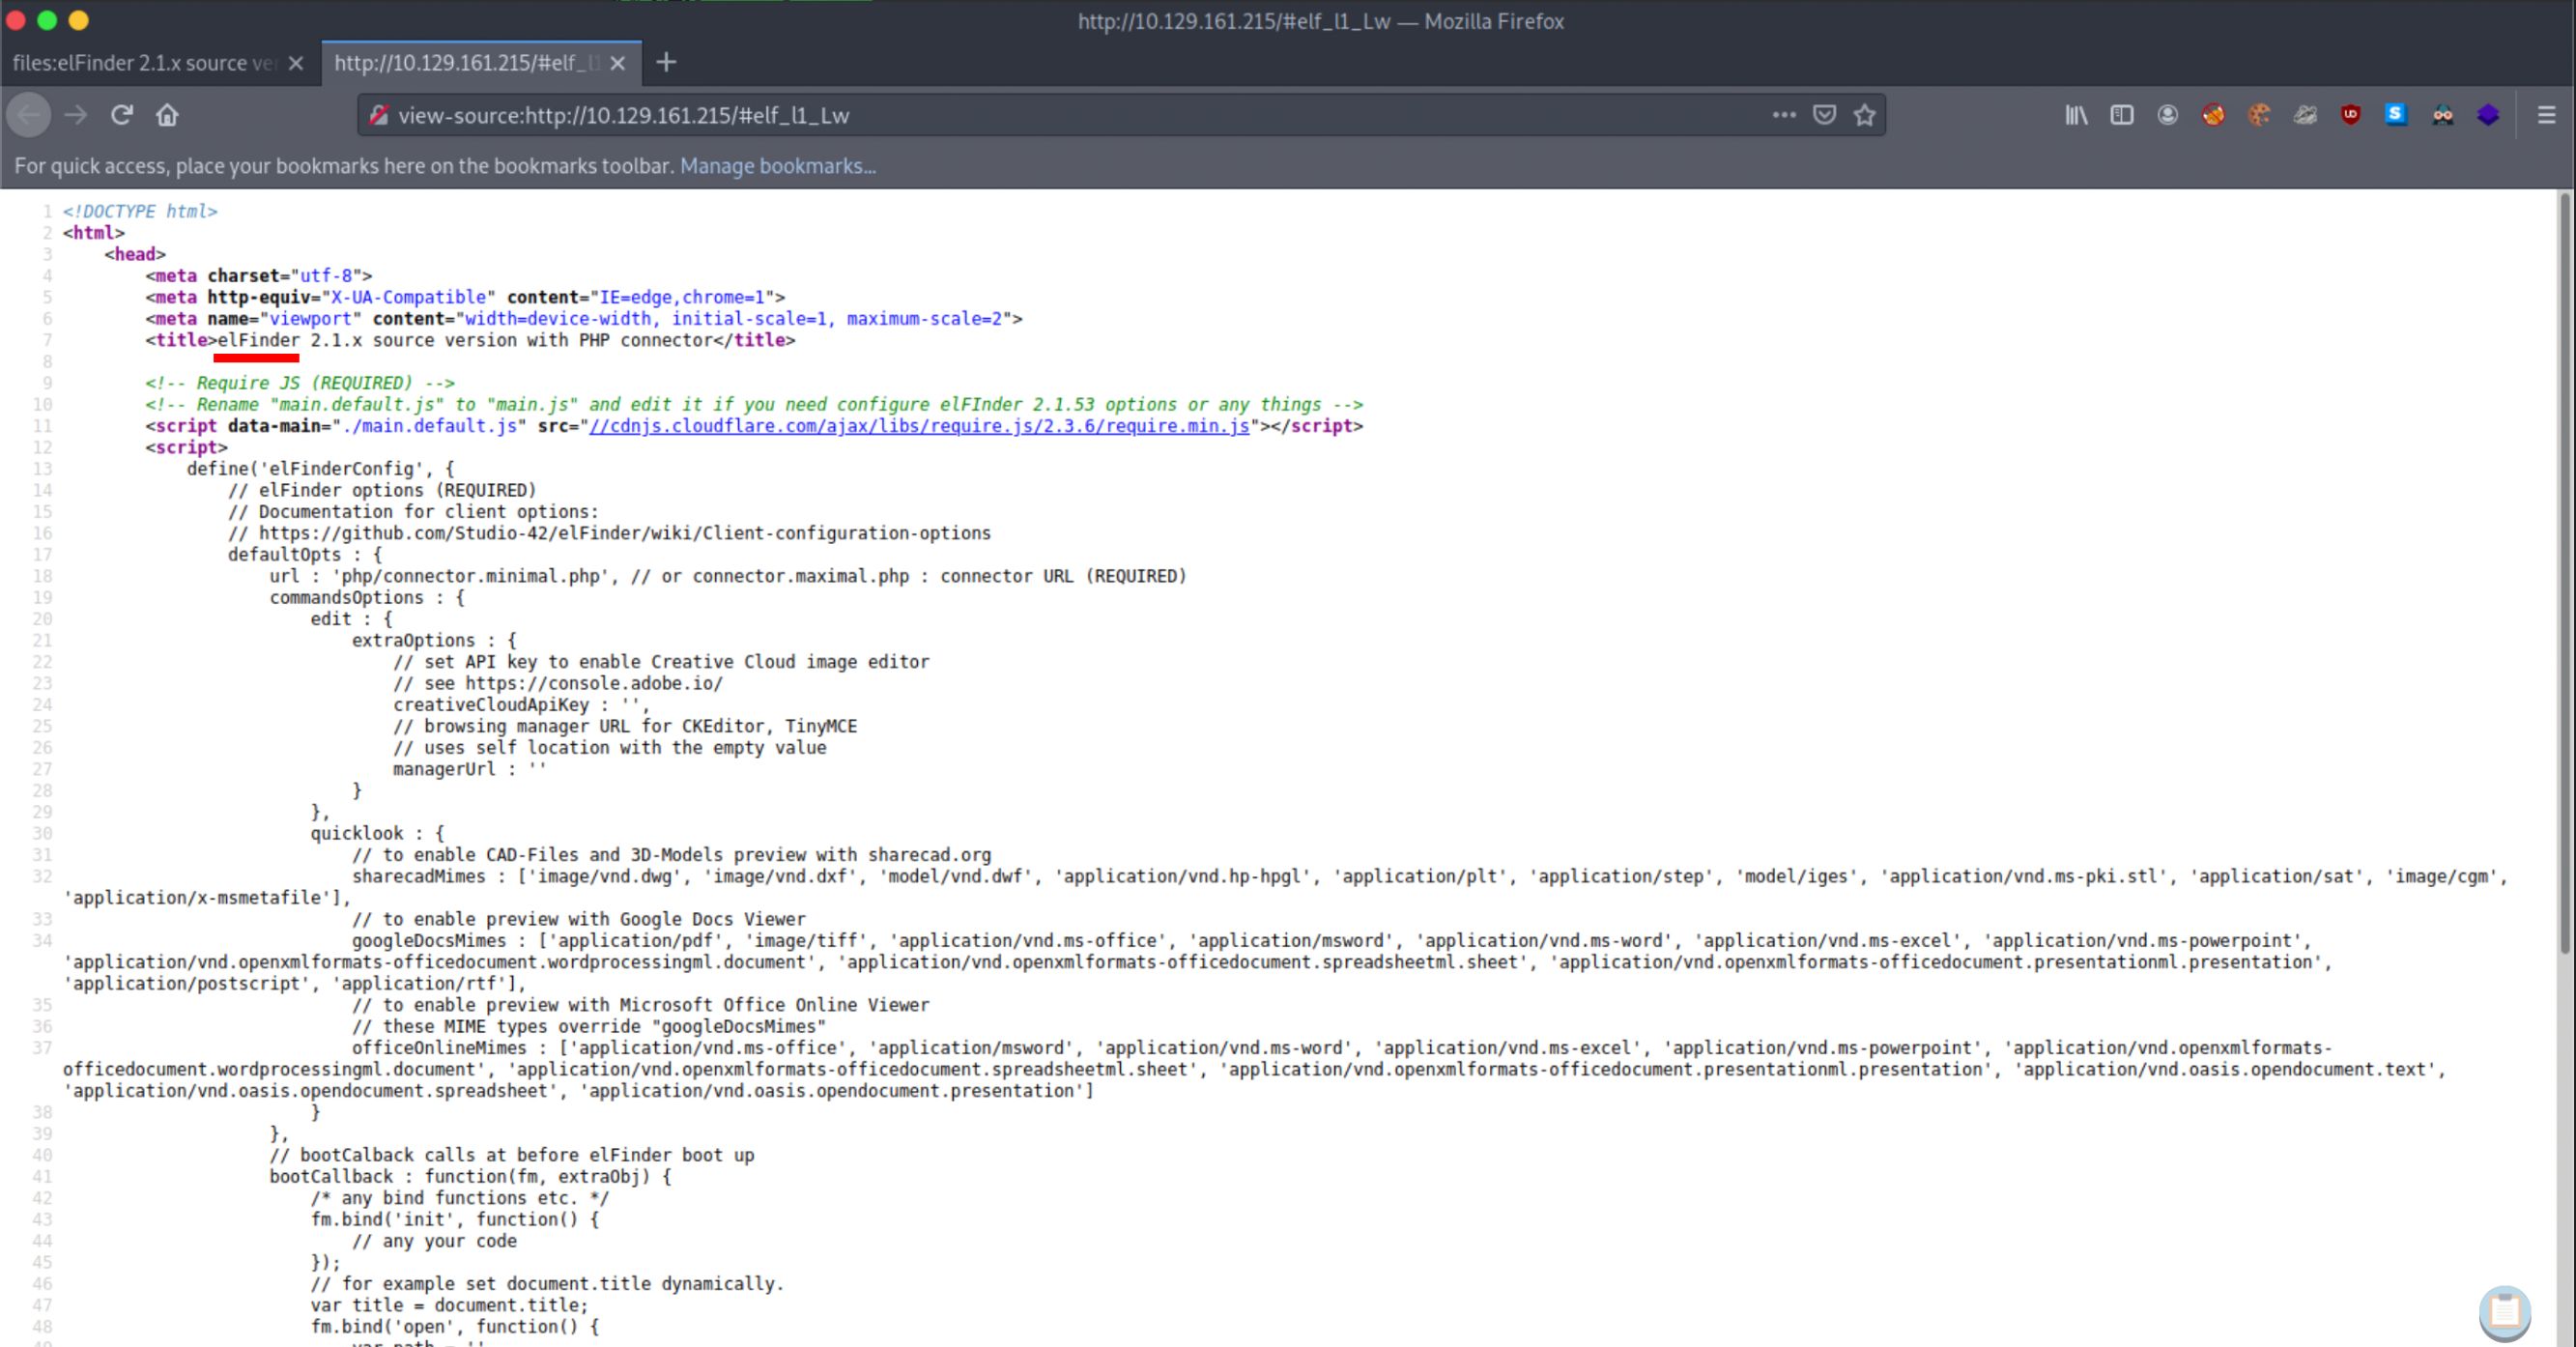 http://10.129.161.215/#elf_l1_Lw — Mozilla Firefox
files:elFinder 2.1.x source ver
http://10.129.161.215/#elf_l1
view-source:http://10.129.161.215/#elf_l1_Lw
For quick access, place your bookmarks here on the bookmarks toolbar. Manage bookmarks...
1 <!DOCTYPE html>
2 <html>
3 <head>
4 <meta charset="utf-8">
5 <meta http-equiv="X-UA-Compatible" content="IE=edge,chrome=1">
6 <meta name="viewport" content="width=device-width, initial-scale=1, maximum-scale=2">
7 <title>elFinder 2.1.x source version with PHP connector</title>
8
9 <!-- Require JS (REQUIRED) -->
10 <!-- Rename "main.default.js" to "main.js" and edit it if you need configure elFInder 2.1.53 options or any things -->
11 <script data-main="./main.default.js" src="//cdnjs.cloudflare.com/ajax/libs/require.js/2.3.6/require.min.js"></script>
12 <script>
13 define('elFinderConfig', {
14 // elFinder options (REQUIRED)
15 // Documentation for client options:
16 // https://github.com/Studio-42/elFinder/wiki/Client-configuration-options
17 defaultOpts : {
18 url : 'php/connector.minimal.php', // or connector.maximal.php : connector URL (REQUIRED)
19 commandsOptions : {
20 edit : {
21 extraOptions : {
22 // set API key to enable Creative Cloud image editor
23 // see https://console.adobe.io/
24 creativeCloudApiKey : '',
25 // browsing manager URL for CKEditor, TinyMCE
26 // uses self location with the empty value
27 managerUrl : ''
28 }
29 },
30 quicklook : {
31 // to enable CAD-Files and 3D-Models preview with sharecad.org
32 sharecadMimes : ['image/vnd.dwg', 'image/vnd.dxf', 'model/vnd.dwf', 'application/vnd.hp-hpgl', 'application/plt', 'application/step', 'model/iges', 'application/vnd.ms-pki.stl', 'application/sat', 'image/cgm',
'application/x-msmetafile'],
33 // to enable preview with Google Docs Viewer
34 googleDocsMimes : ['application/pdf', 'image/tiff', 'application/vnd.ms-office', 'application/msword', 'application/vnd.ms-word', 'application/vnd.ms-excel', 'application/vnd.ms-powerpoint',
'application/vnd.openxmlformats-officedocument.wordprocessingml.document', 'application/vnd.openxmlformats-officedocument.spreadsheetml.sheet', 'application/vnd.openxmlformats-officedocument.presentationml.presentation',
'application/postscript', 'application/rtf'],
35 // to enable preview with Microsoft Office Online Viewer
36 // these MIME types override "googleDocsMimes"
37 officeOnlineMimes : ['application/vnd.ms-office', 'application/msword', 'application/vnd.ms-word', 'application/vnd.ms-excel', 'application/vnd.ms-powerpoint', 'application/vnd.openxmlformats-
officedocument.wordprocessingml.document', 'application/vnd.openxmlformats-officedocument.spreadsheetml.sheet', 'application/vnd.openxmlformats-officedocument.presentationml.presentation', 'application/vnd.oasis.opendocument.text',
'application/vnd.oasis.opendocument.spreadsheet', 'application/vnd.oasis.opendocument.presentation']
38 }
39 },
40 // bootCalback calls at before elFinder boot up
41 bootCallback : function(fm, extraObj) {
42 /* any bind functions etc. */
43 fm.bind('init', function() {
44 // any your code
45 });
46 // for example set document.title dynamically.
47 var title = document.title;
48 fm.bind('open', function() {